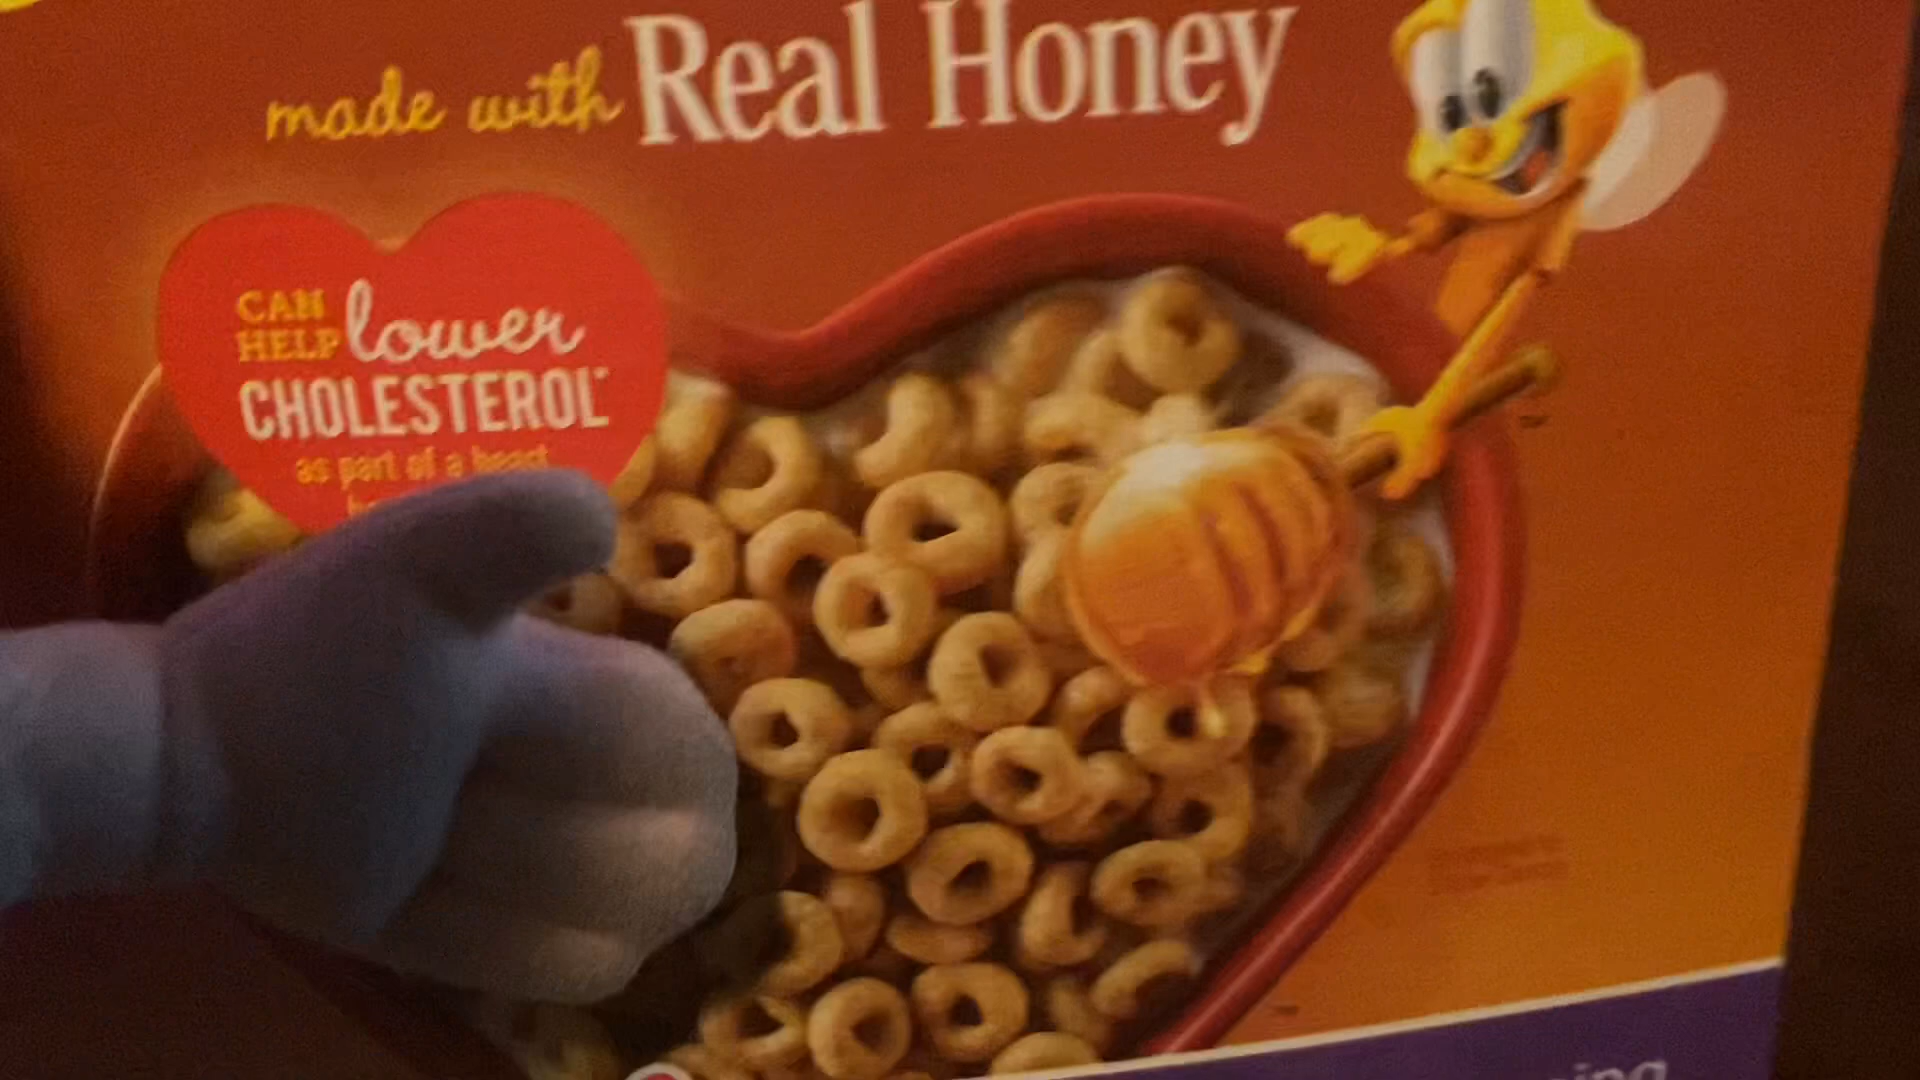 made with Real Honey
CAN
HELP lower
CHOLESTEROL*
as part of a heart